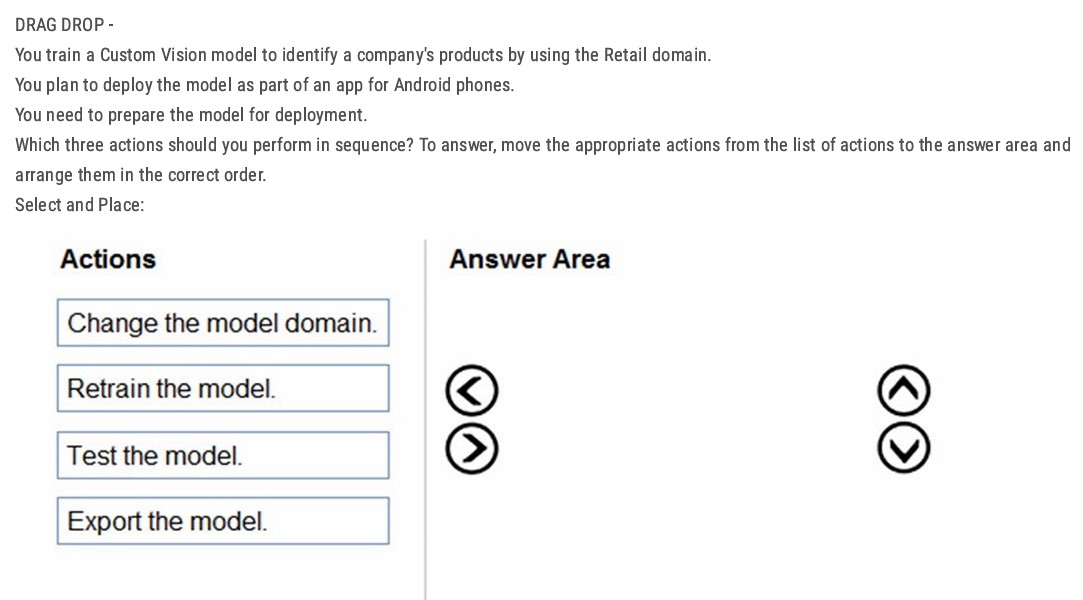 DRAG DROP -
You train a Custom Vision model to identify a company's products by using the Retail domain.
You plan to deploy the model as part of an app for Android phones.
You need to prepare the model for deployment.
Which three actions should you perform in sequence? To answer, move the appropriate actions from the list of actions to the answer area and
arrange them in the correct order.
Select and Place:
Actions
Answer Area
Change the model domain.
Retrain the model.
Test the model.
Export the model.